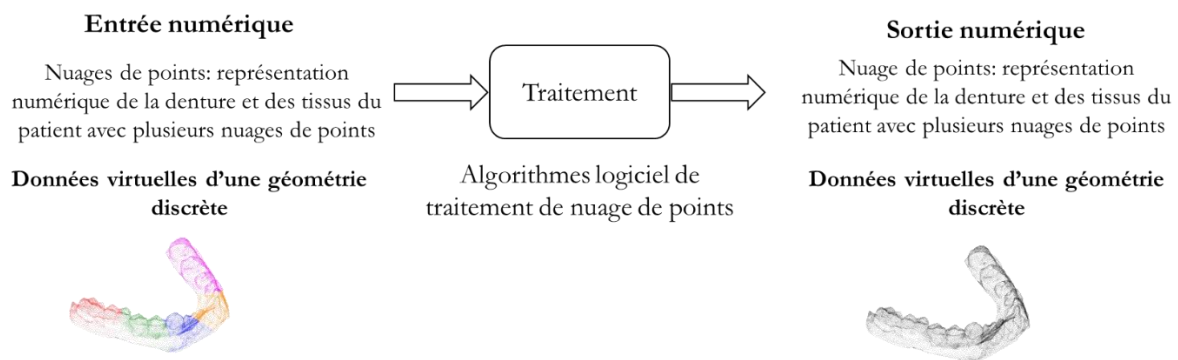 Entrée numérique
Nuages de points: représentation
numérique de la denture et des tissus du
patient avec plusieurs nuages de points
Données virtuelles d’une géométrie
discrète
Traitement
Algorithmes logiciel de
traitement de nuage de points
Sortie numérique
Nuage de points: représentation
numérique de la denture et des tissus du
patient avec plusieurs nuages de points
Données virtuelles d’une géométrie
discrète